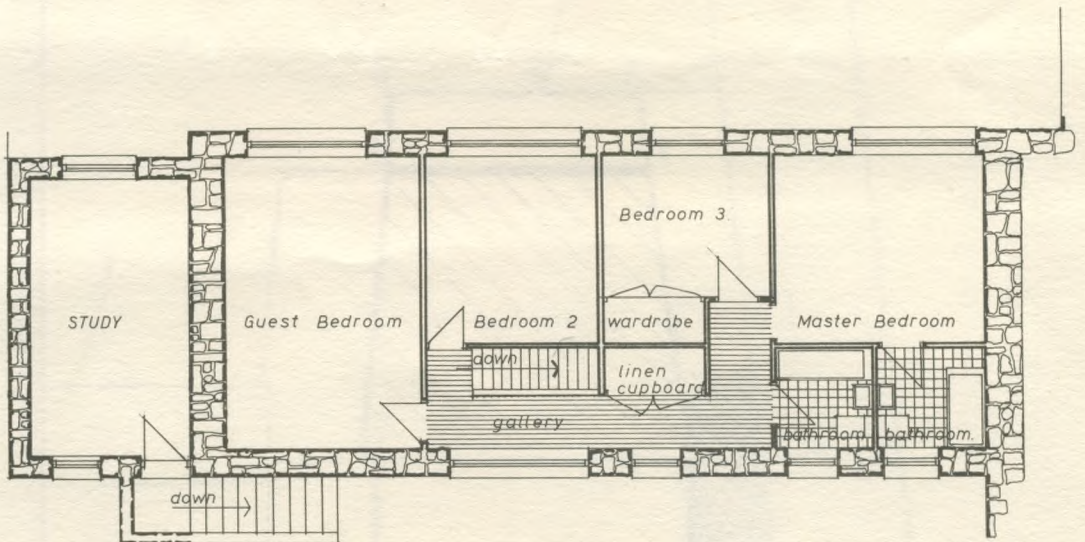 Bedroom 3.
STUDY
Guest Bedroom
Bedroom 2
wardrobe
Master Bedroom
down
linen
cupboard
gallery
bathroom
bathroom.
down